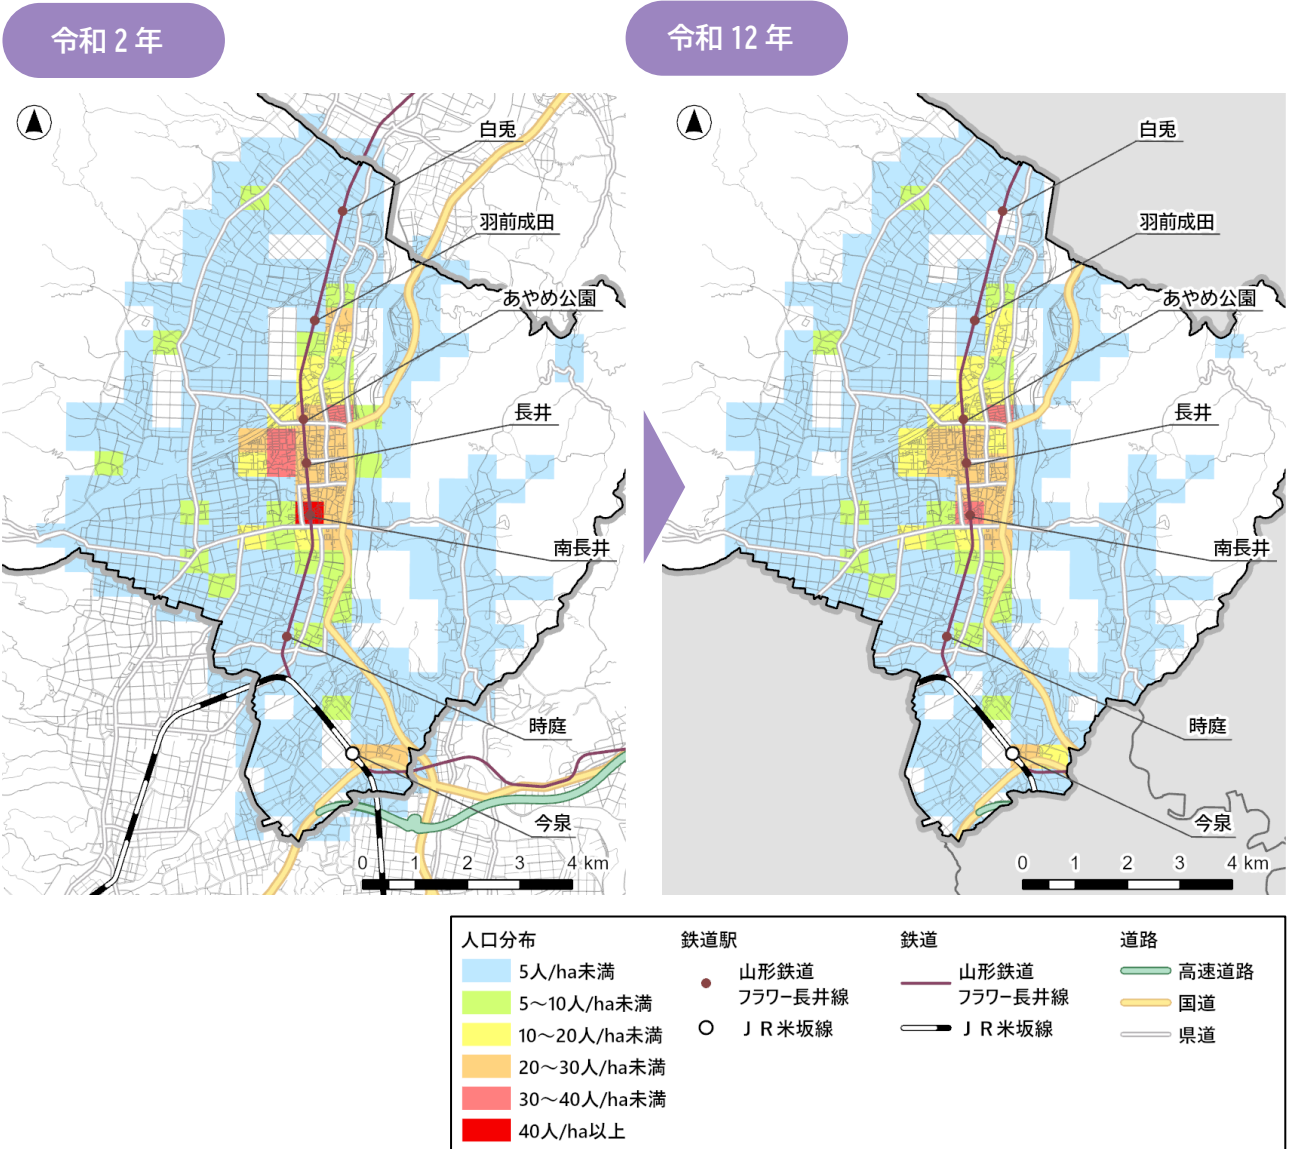 令和2年
令和12年
白兎
羽前成田
あやめ公園
長井
南長井
時庭
今泉
0 1 2 3 4 km
白兎
羽前成田
あやめ公園
長井
南長井
時庭
今泉
0 1 2 3 4 km
人口分布
5人/ha未満
5～10人/ha未満
10～20人/ha未満
20～30人/ha未満
30～40人/ha未満
40人/ha以上
鉄道駅
山形鉄道
フラワー長井線
ＪＲ米坂線
鉄道
山形鉄道
フラワー長井線
ＪＲ米坂線
道路
高速道路
国道
県道